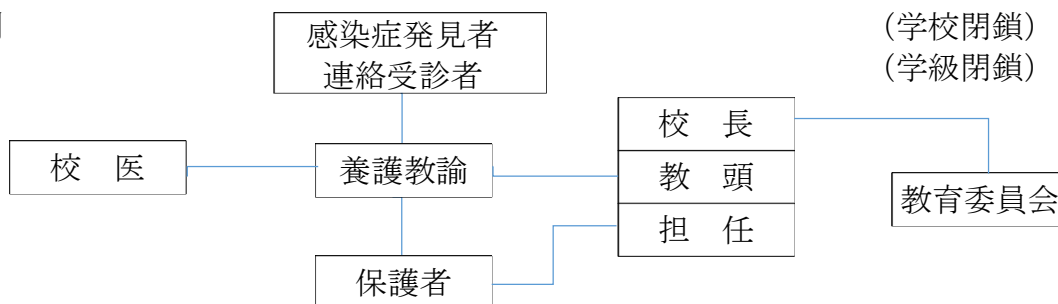 感染症発見者
連絡受診者
(学校閉鎖)
(学級閉鎖)
校　長
校　医
養護教諭
教　頭
教育委員会
担　任
保護者